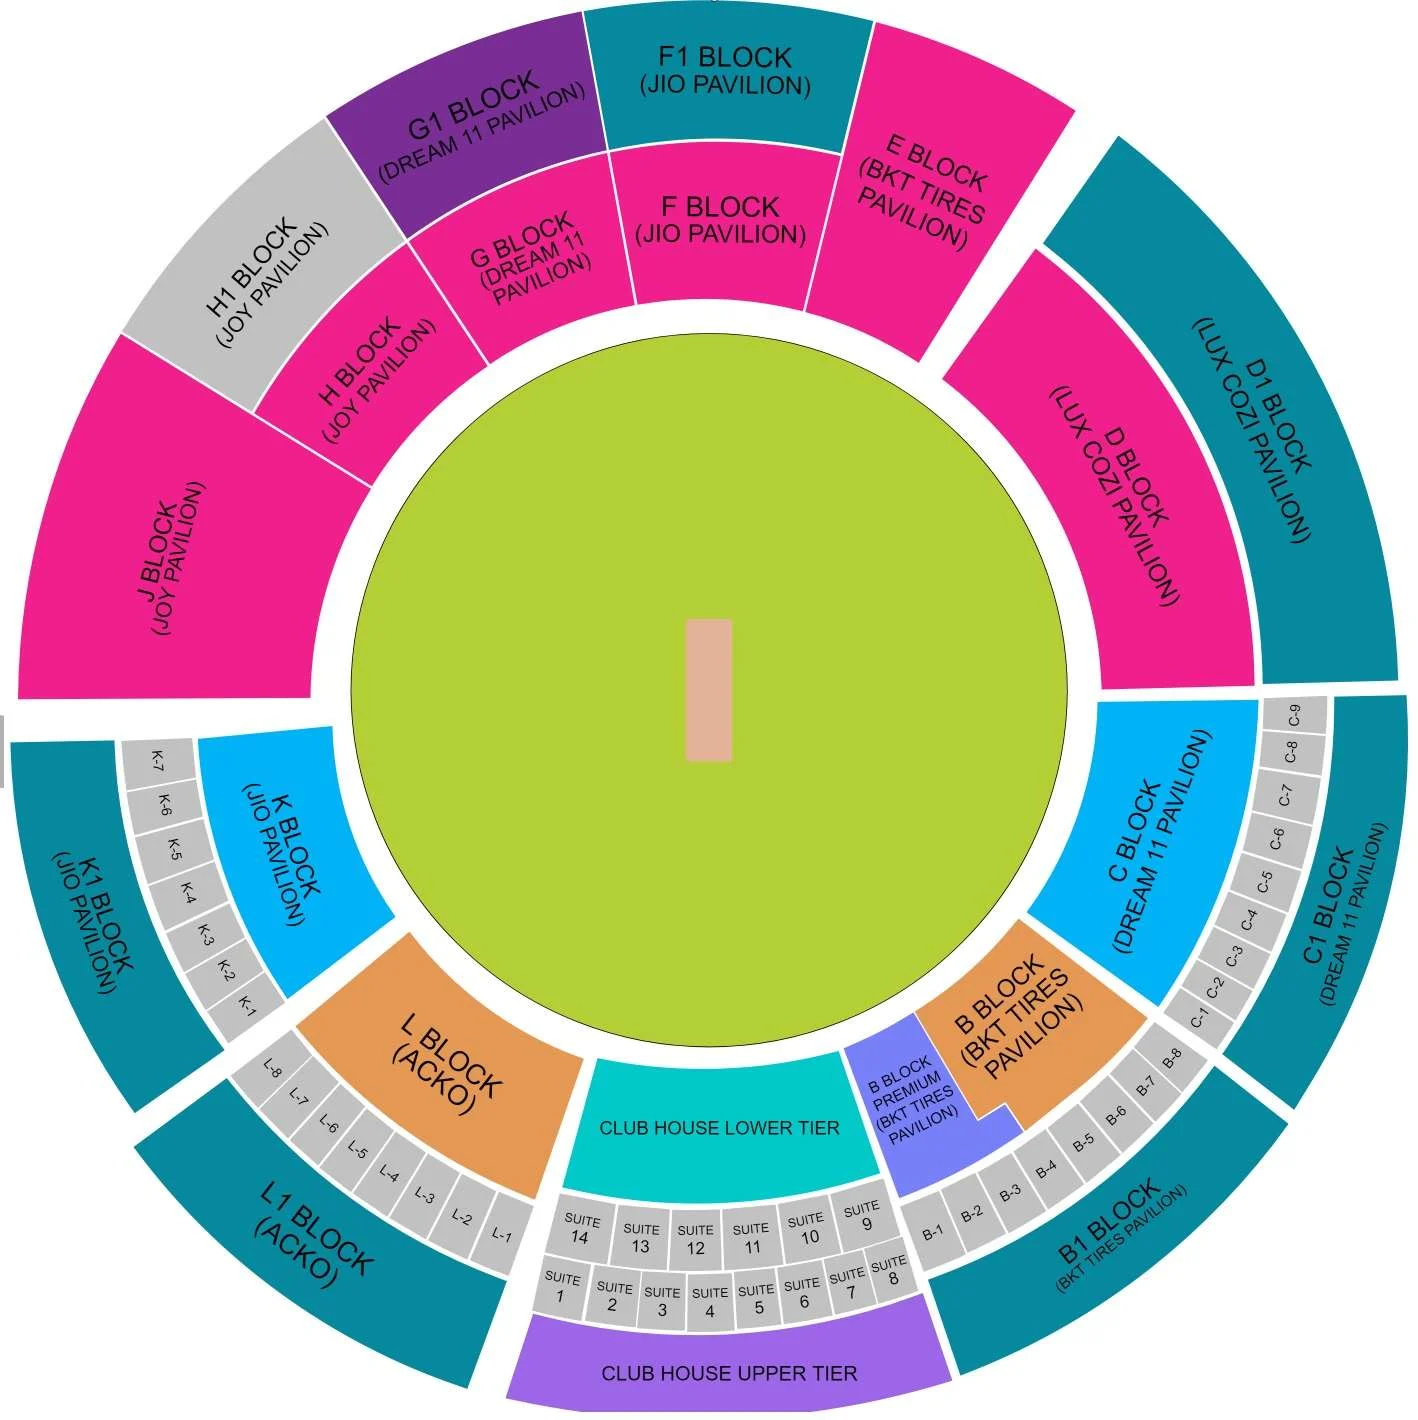 F1 BLOCK
(JIO PAVILION)
G1 BLOCK
(DREAM 11 PAVILION)
E BLOCK
(BKT TIRES
PAVILION)
F BLOCK
(JIO PAVILION)
G BLOCK
(DREAM 11
PAVILION)
H1 BLOCK
(JOY PAVILION)
H BLOCK
(JOY PAVILION)
D1 BLOCK
(LUX COZI PAVILION)
D BLOCK
(LUX COZI PAVILION)
J BLOCK
(JOY PAVILION)
K-7
K-6
K-5
K-4
K-3
K-2
K-1
K BLOCK
(JIO PAVILION)
K1 BLOCK
(JIO PAVILION)
C-9
C-8
C-7
C-6
C-5
C-4
C-3
C-2
C-1
C BLOCK
(DREAM 11 PAVILION)
C1 BLOCK
(DREAM 11 PAVILION)
L BLOCK
(ACKO)
L-8
L-7
L-6
L-5
L-4
L-3
L-2
L-1
L1 BLOCK
(ACKO)
B BLOCK
(BKT TIRES
PAVILION)
B BLOCK
PREMIUM
(BKT TIRES
PAVILION)
B-8
B-7
B-6
B-5
B-4
B-3
B-2
B-1
B1 BLOCK
(BKT TIRES PAVILION)
CLUB HOUSE LOWER TIER
SUITE
14
SUITE
13
SUITE
12
SUITE
11
SUITE
10
SUITE
9
SUITE
1
SUITE
2
SUITE
3
SUITE
4
SUITE
5
SUITE
6
SUITE
7
SUITE
8
CLUB HOUSE UPPER TIER